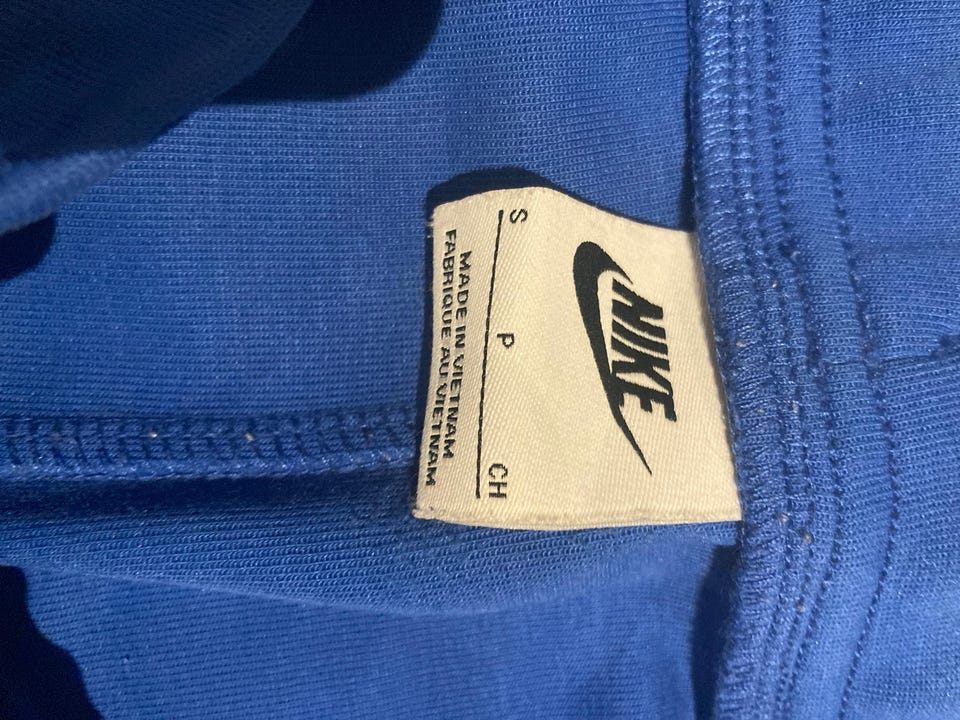 NIKE
S P CH
MADE IN VIETNAM
FABRIQUE AU VIETNAM